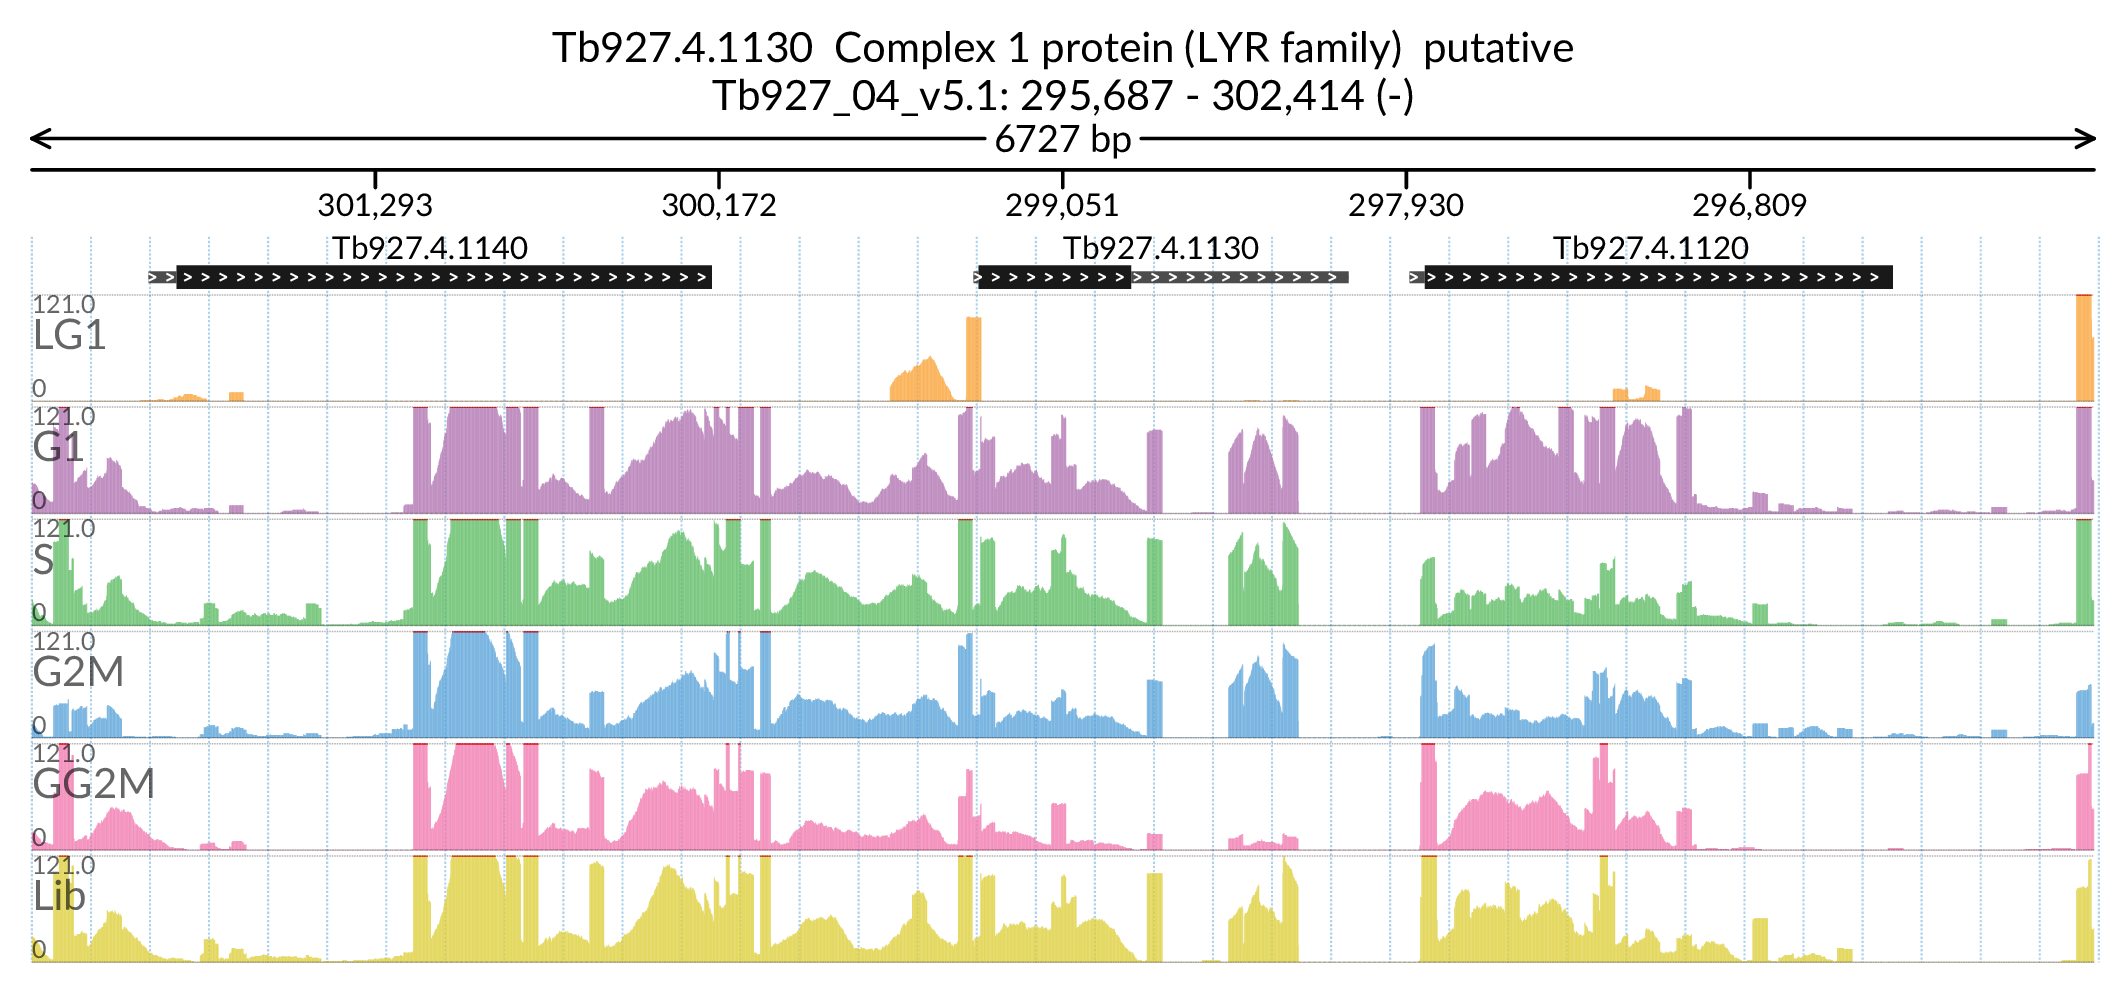 Tb927.4.1130 Complex 1 protein (LYR family) putative
Tb927_04_v5.1: 295,687 - 302,414 (-)
6727 bp
301,293 300,172 299,051 297,930 296,809
Tb927.4.1140 Tb927.4.1130 Tb927.4.1120
121.0
LG1
0
121.0
G1
0
121.0
S
0
121.0
G2M
0
121.0
GG2M
0
121.0
Lib
0